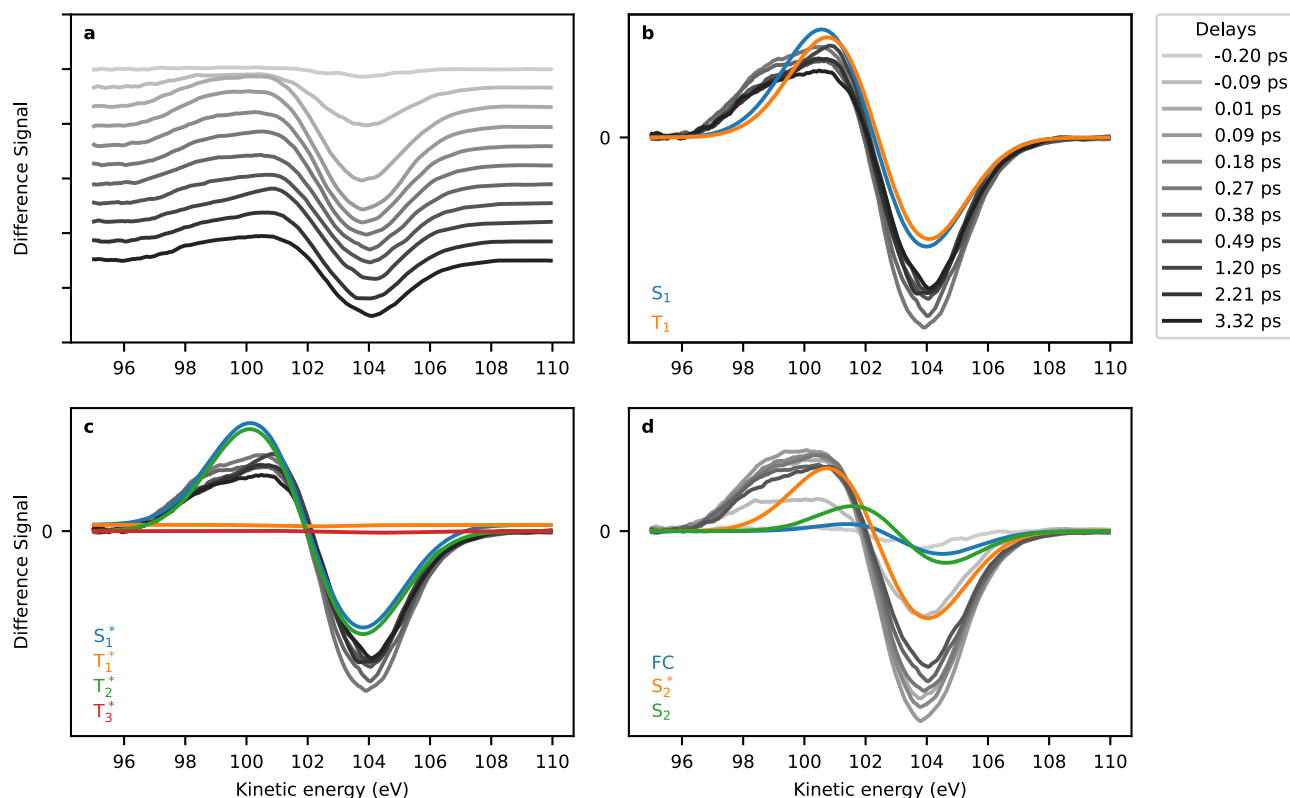 a
Difference Signal
96 98 100 102 104 106 108 110
b
0
S₁
T₁
96 98 100 102 104 106 108 110
Delays
-0.20 ps
-0.09 ps
0.01 ps
0.09 ps
0.18 ps
0.27 ps
0.38 ps
0.49 ps
1.20 ps
2.21 ps
3.32 ps
c
Difference Signal
0
S₁*
T₁*
T₂*
T₃*
96 98 100 102 104 106 108 110
Kinetic energy (eV)
d
0
FC
S₂*
S₂
96 98 100 102 104 106 108 110
Kinetic energy (eV)